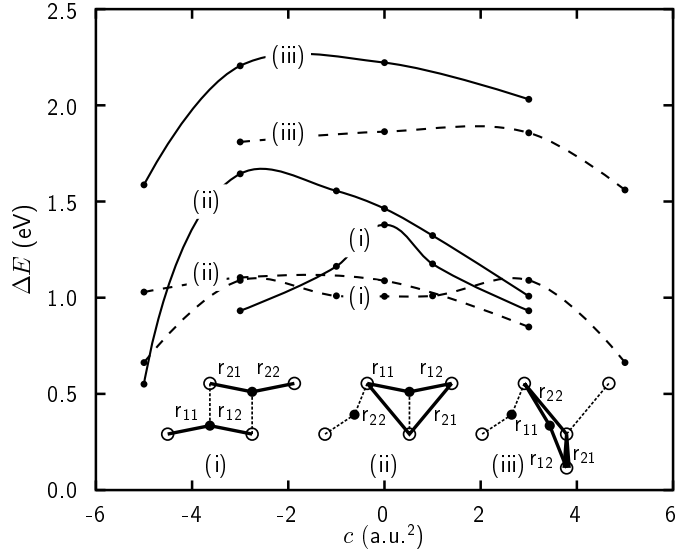 2.5
(iii)
2.0
(iii)
1.5
(ii)
(i)
ΔE (eV)
(ii)
1.0
(i)
r21 r22
r11 r12
r11 r12
r22 r21
r22
r11
r12 r21
0.5
(i) (ii) (iii)
0.0
-6 -4 -2 0 2 4 6
c (a.u.²)